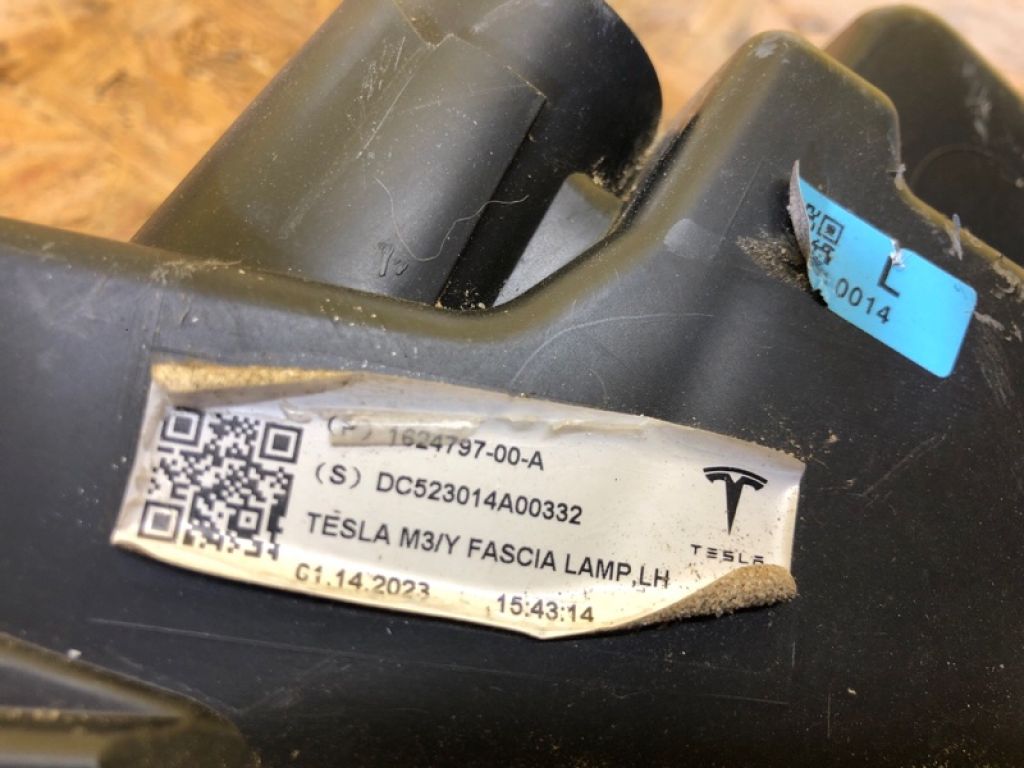 (P) 1624797-00-A
(S) DC523014A00332
TESLA M3/Y FASCIA LAMP,LH
01.14.2023 15:43:14
TESLA
L
0014